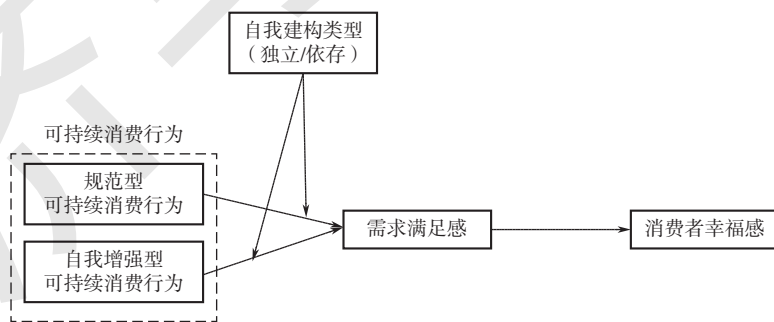 自我建构类型
（独立/依存）
可持续消费行为
规范型
可持续消费行为
自我增强型
可持续消费行为
需求满足感
消费者幸福感